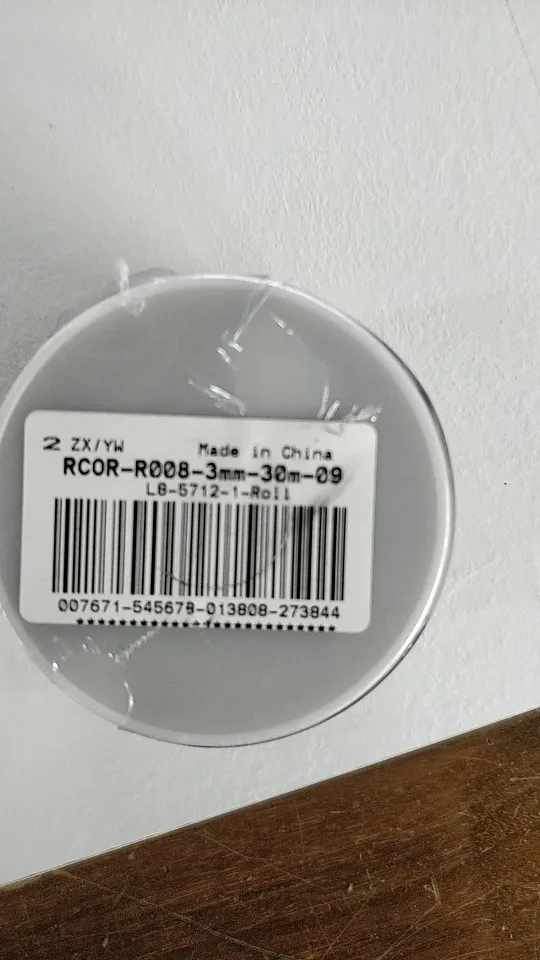 2 ZX/YW Made in China
RCOR-R008-3mm-30m-09
L8-5712-1-Roll
007671-545678-013808-273844